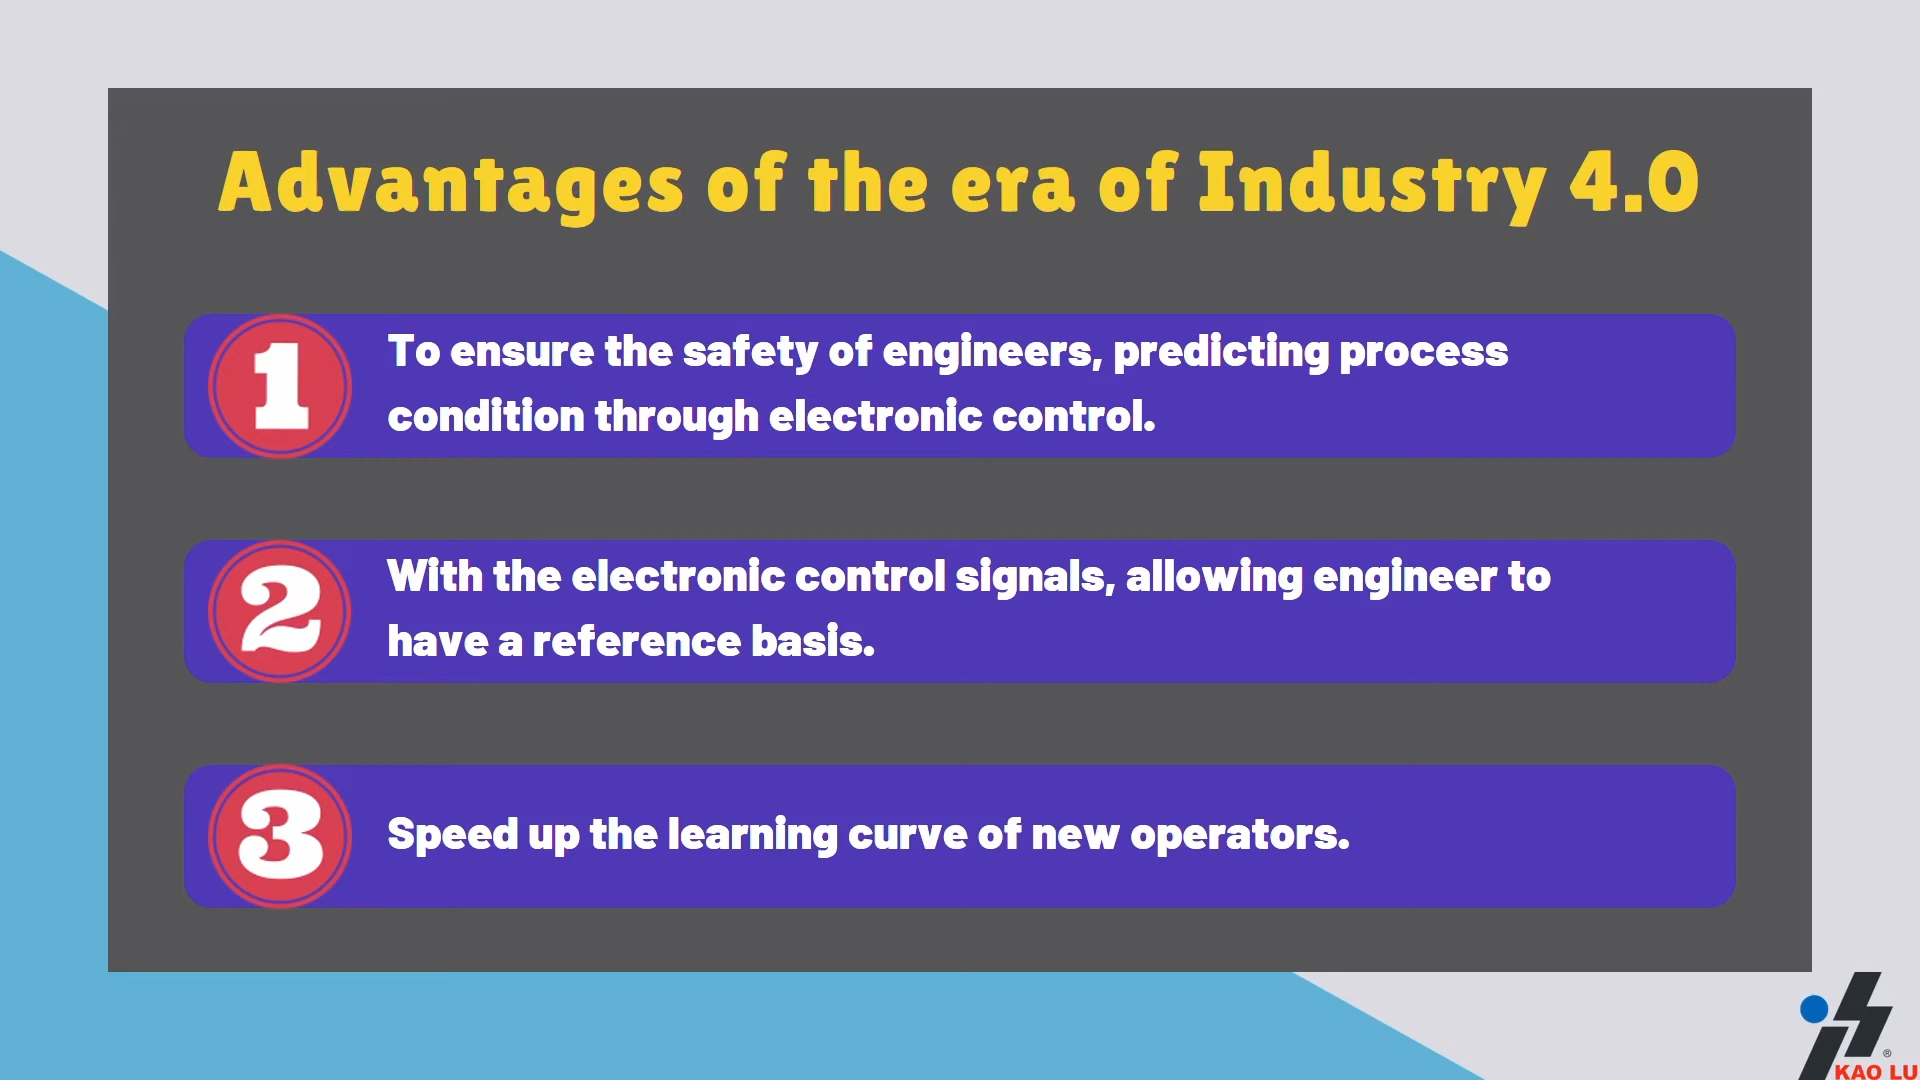 Advantages of the era of Industry 4.0
1
To ensure the safety of engineers, predicting process
condition through electronic control.
2
With the electronic control signals, allowing engineer to
have a reference basis.
3
Speed up the learning curve of new operators.
®
KAO LU